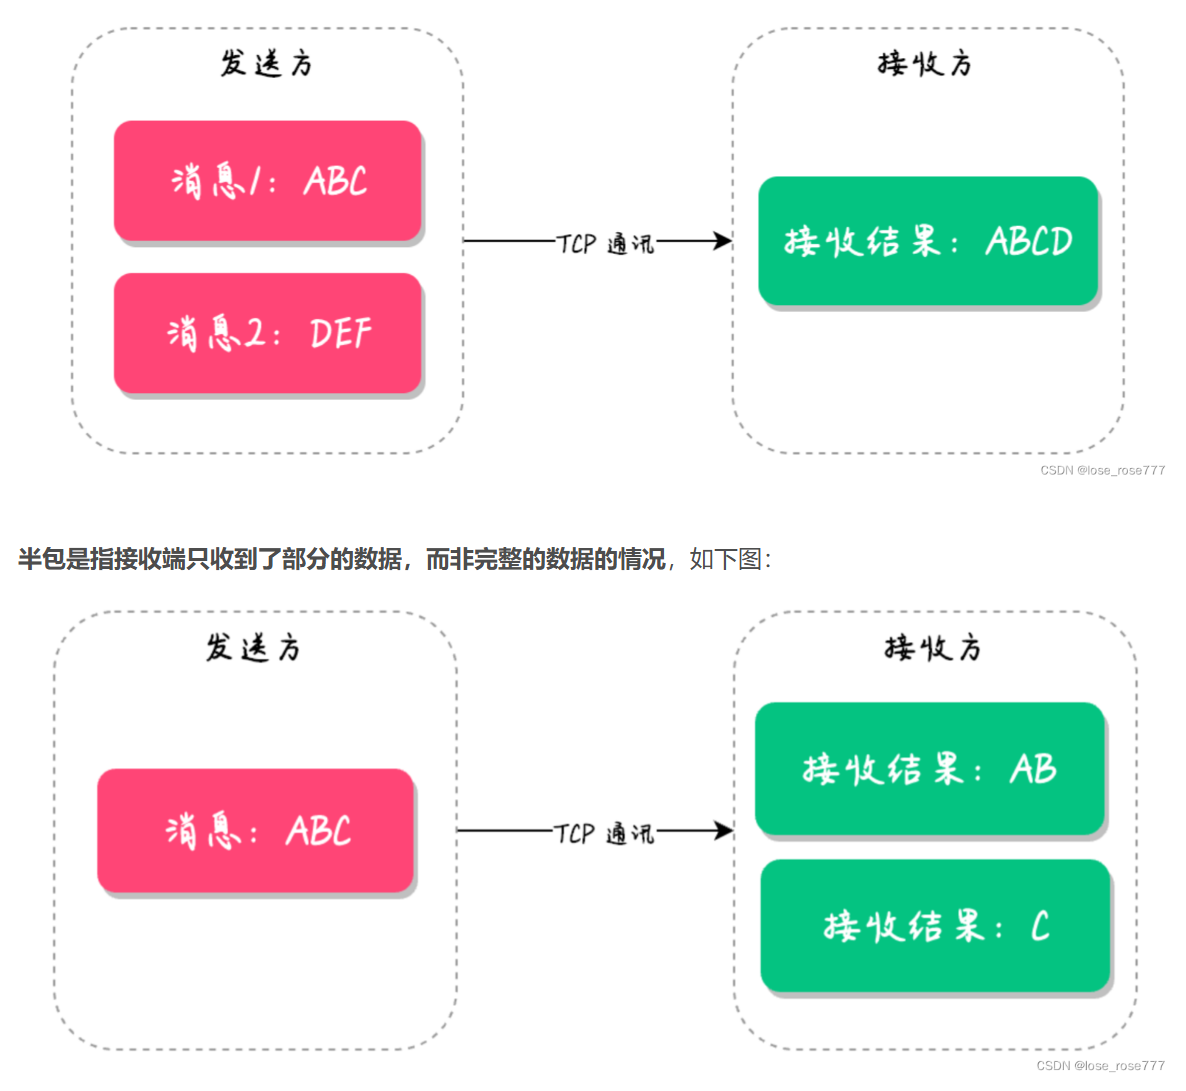 发送方
接收方
消息1：ABC
接收结果：ABCD
TCP 通讯
消息2：DEF
CSDN @lose_rose777
半包是指接收端只收到了部分的数据，而非完整的数据的情况，如下图：
发送方
接收方
接收结果：AB
消息：ABC
TCP 通讯
接收结果：C
CSDN @lose_rose777